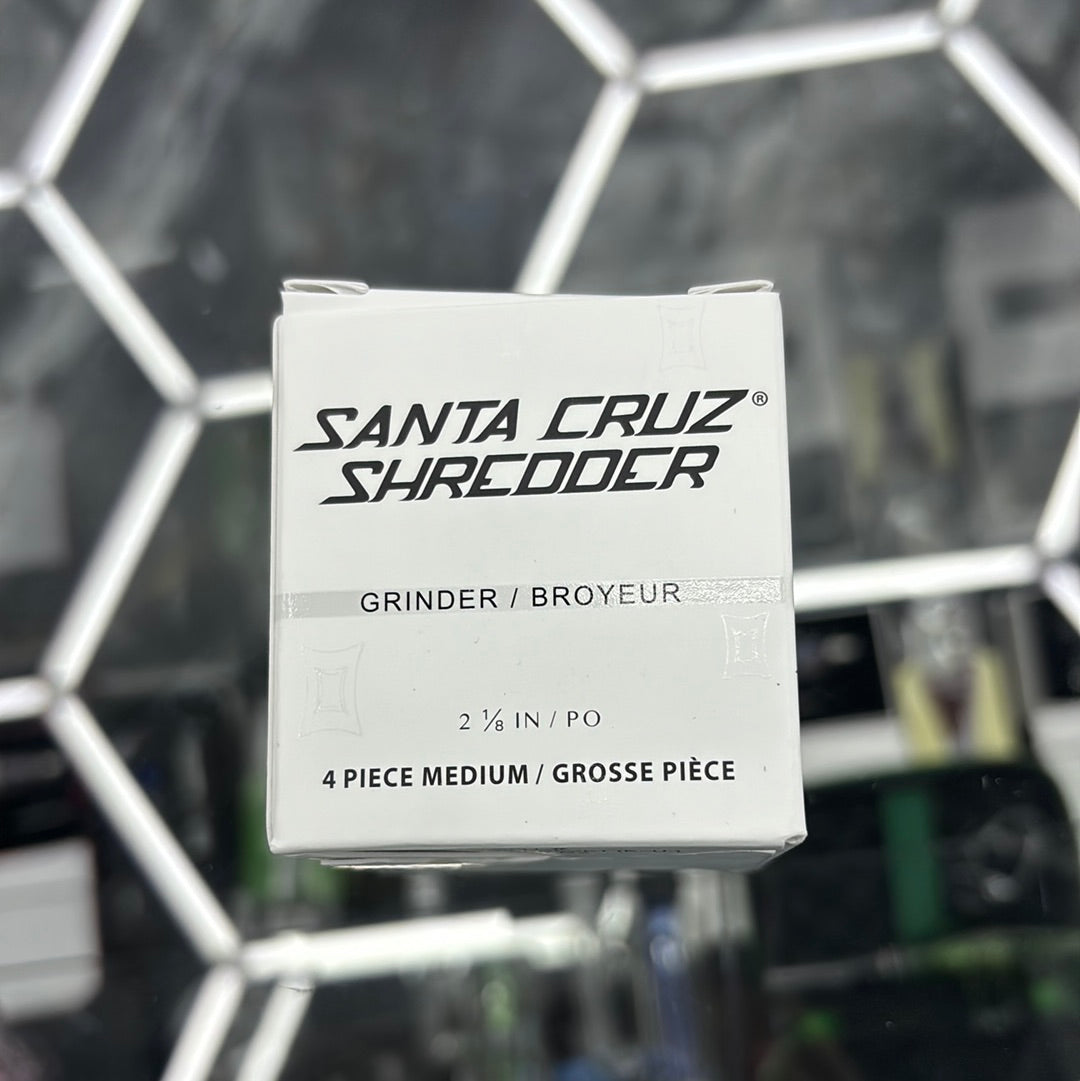 SANTA CRUZ®
SHREDDER
GRINDER / BROYEUR
2 ⅛ IN / PO
4 PIECE MEDIUM / GROSSE PIÈCE